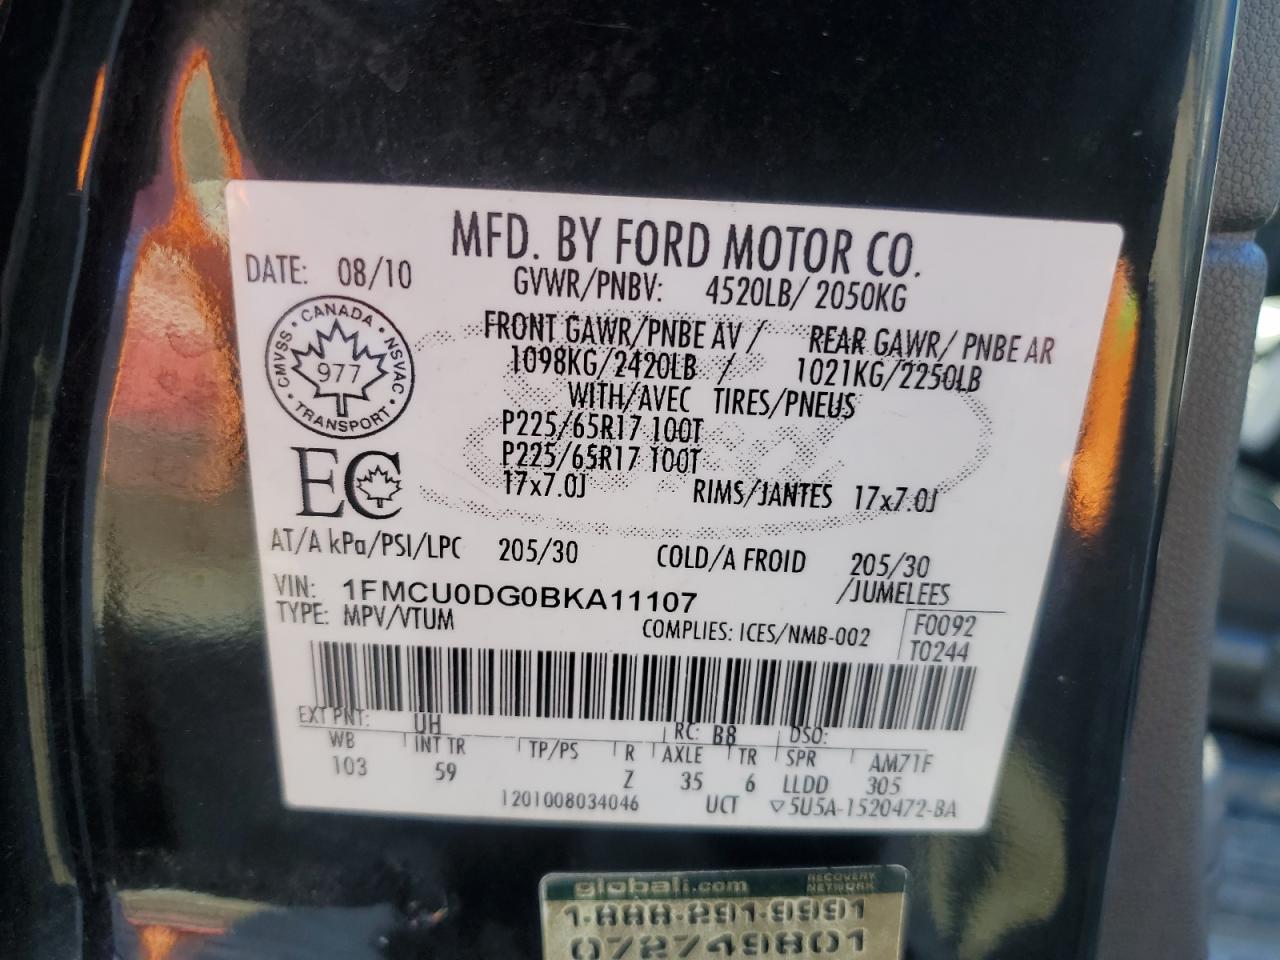 MFD. BY FORD MOTOR CO.
DATE: 08/10 GVWR/PNBV: 4520LB/ 2050KG
FRONT GAWR/PNBE AV / REAR GAWR/ PNBE AR
1098KG/2420LB / 1021KG/2250LB
WITH/AVEC TIRES/PNEUS
P225/65R17 100T
P225/65R17 100T
17x7.0J RIMS/JANTES 17x7.0J
CANADA
CMVSS NSVAC
977
TRANSPORT
EC
AT/A kPa/PSI/LPC 205/30 COLD/A FROID 205/30
VIN: 1FMCU0DG0BKA11107 /JUMELEES
TYPE: MPV/VTUM COMPLIES: ICES/NMB-002
F0092
T0244
EXT PNT: UH RC: B8 DSO:
WB INT TR TP/PS R AXLE TR SPR AM71F
103 59 Z 35 6 LLDD 305
1201008034046 UCT ▽5U5A-1520472-BA
globali.com RECOVERY NETWORK
1-888-291-9991
072749801